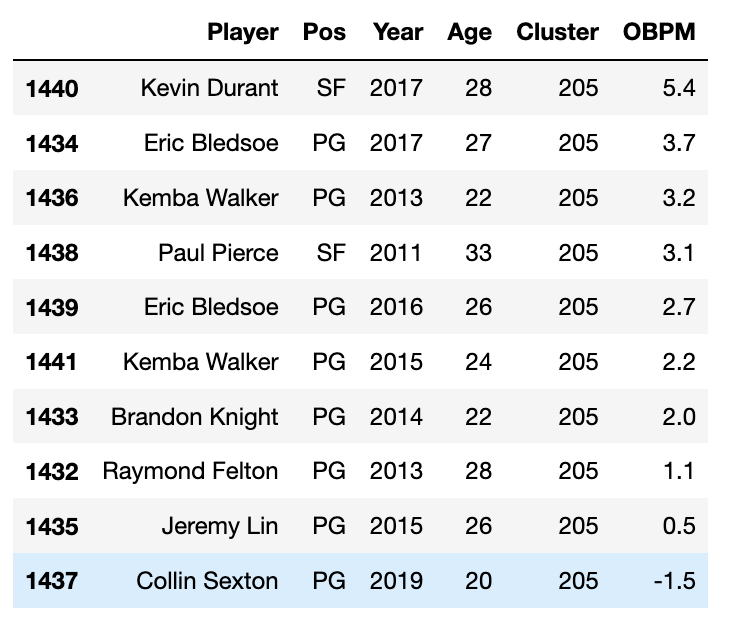 Player Pos Year Age Cluster OBPM
1440 Kevin Durant SF 2017 28 205 5.4
1434 Eric Bledsoe PG 2017 27 205 3.7
1436 Kemba Walker PG 2013 22 205 3.2
1438 Paul Pierce SF 2011 33 205 3.1
1439 Eric Bledsoe PG 2016 26 205 2.7
1441 Kemba Walker PG 2015 24 205 2.2
1433 Brandon Knight PG 2014 22 205 2.0
1432 Raymond Felton PG 2013 28 205 1.1
1435 Jeremy Lin PG 2015 26 205 0.5
1437 Collin Sexton PG 2019 20 205 -1.5